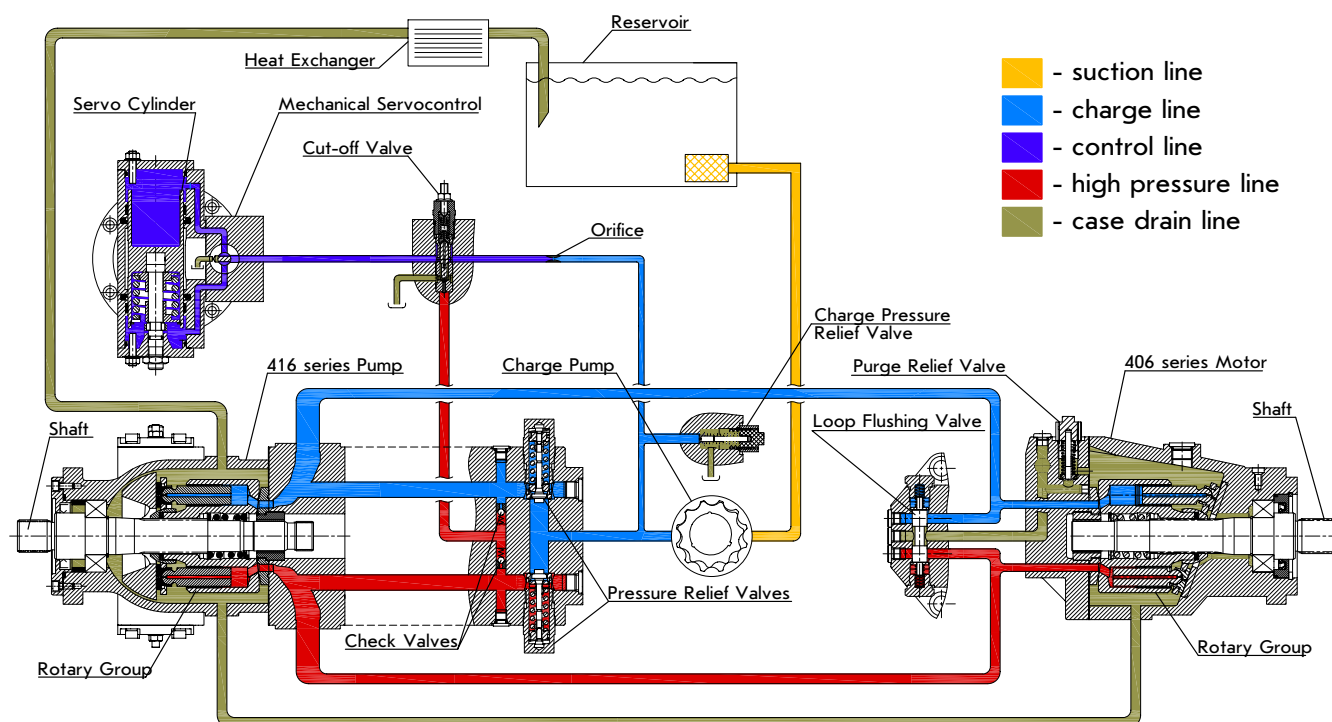 Reservoir
Heat Exchanger
Servo Cylinder
Mechanical Servocontrol
Cut-off Valve
- suction line
- charge line
- control line
- high pressure line
- case drain line
Orifice
Charge Pressure
Relief Valve
416 series Pump
Charge Pump
Purge Relief Valve
406 series Motor
Shaft
Loop Flushing Valve
Shaft
Pressure Relief Valves
Check Valves
Rotary Group
Rotary Group